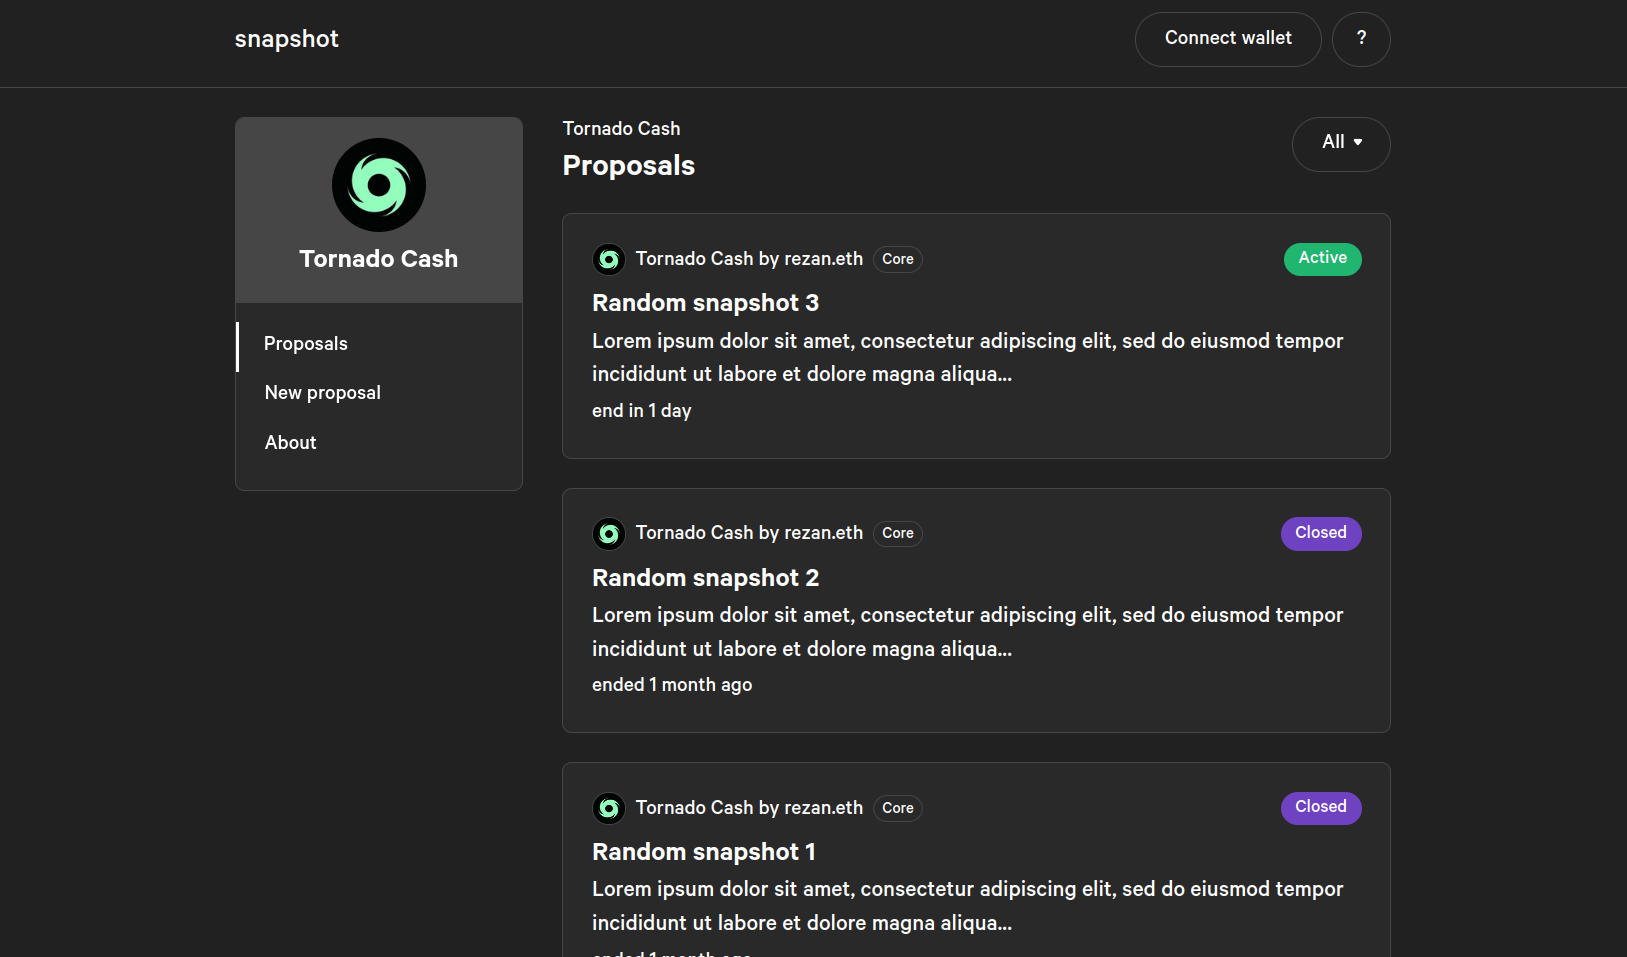 snapshot
Connect wallet
?
Tornado Cash
Proposals
New proposal
About
Tornado Cash
Proposals
All
Tornado Cash by rezan.eth Core
Active
Random snapshot 3
Lorem ipsum dolor sit amet, consectetur adipiscing elit, sed do eiusmod tempor
incididunt ut labore et dolore magna aliqua...
end in 1 day
Tornado Cash by rezan.eth Core
Closed
Random snapshot 2
Lorem ipsum dolor sit amet, consectetur adipiscing elit, sed do eiusmod tempor
incididunt ut labore et dolore magna aliqua...
ended 1 month ago
Tornado Cash by rezan.eth Core
Closed
Random snapshot 1
Lorem ipsum dolor sit amet, consectetur adipiscing elit, sed do eiusmod tempor
incididunt ut labore et dolore magna aliqua...
ended 1 month ago